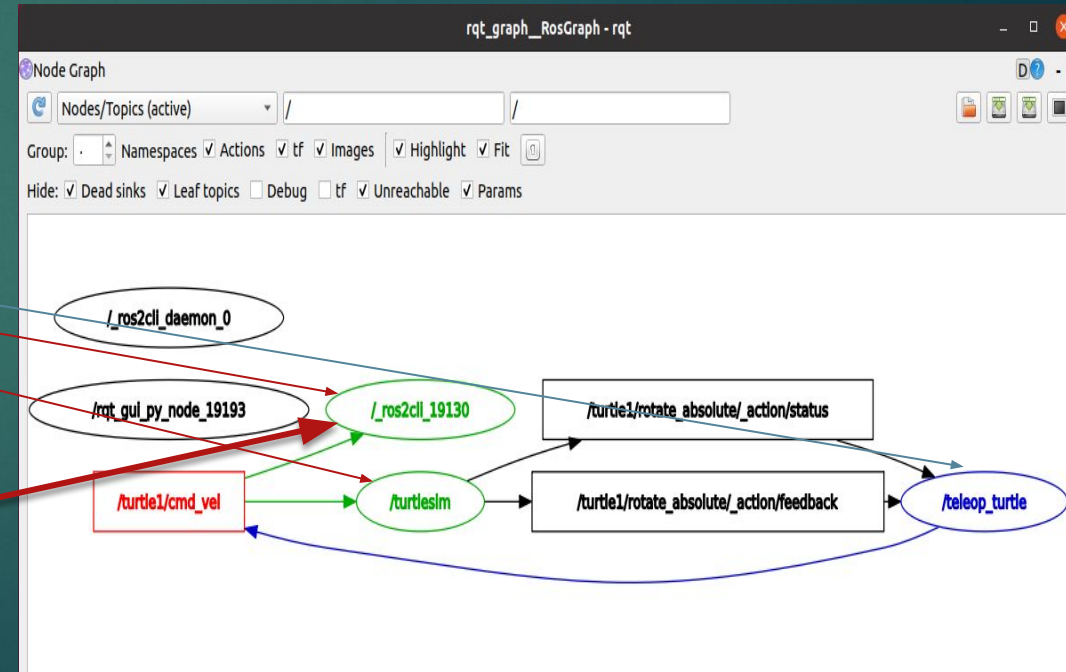 rqt_graph__RosGraph - rqt
Node Graph
D
Nodes/Topics (active) / /
Group: Namespaces Actions tf Images Highlight Fit
Hide: Dead sinks Leaf topics Debug tf Unreachable Params
/_ros2cli_daemon_0
/rqt_gui_py_node_19193 /_ros2cli_19130 /turtle1/rotate_absolute/_action/status
/turtle1/cmd_vel /turtlesim /turtle1/rotate_absolute/_action/feedback /teleop_turtle